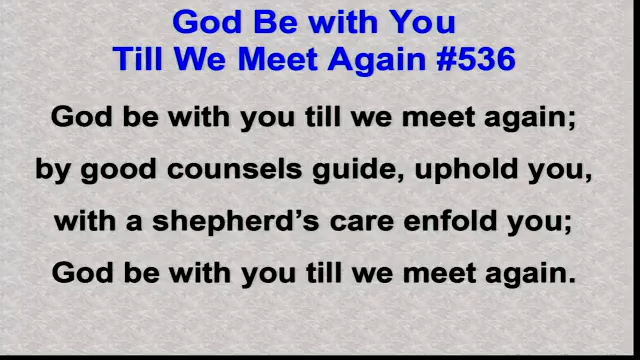 God Be with You
Till We Meet Again #536
God be with you till we meet again;
by good counsels guide, uphold you,
with a shepherd’s care enfold you;
God be with you till we meet again.